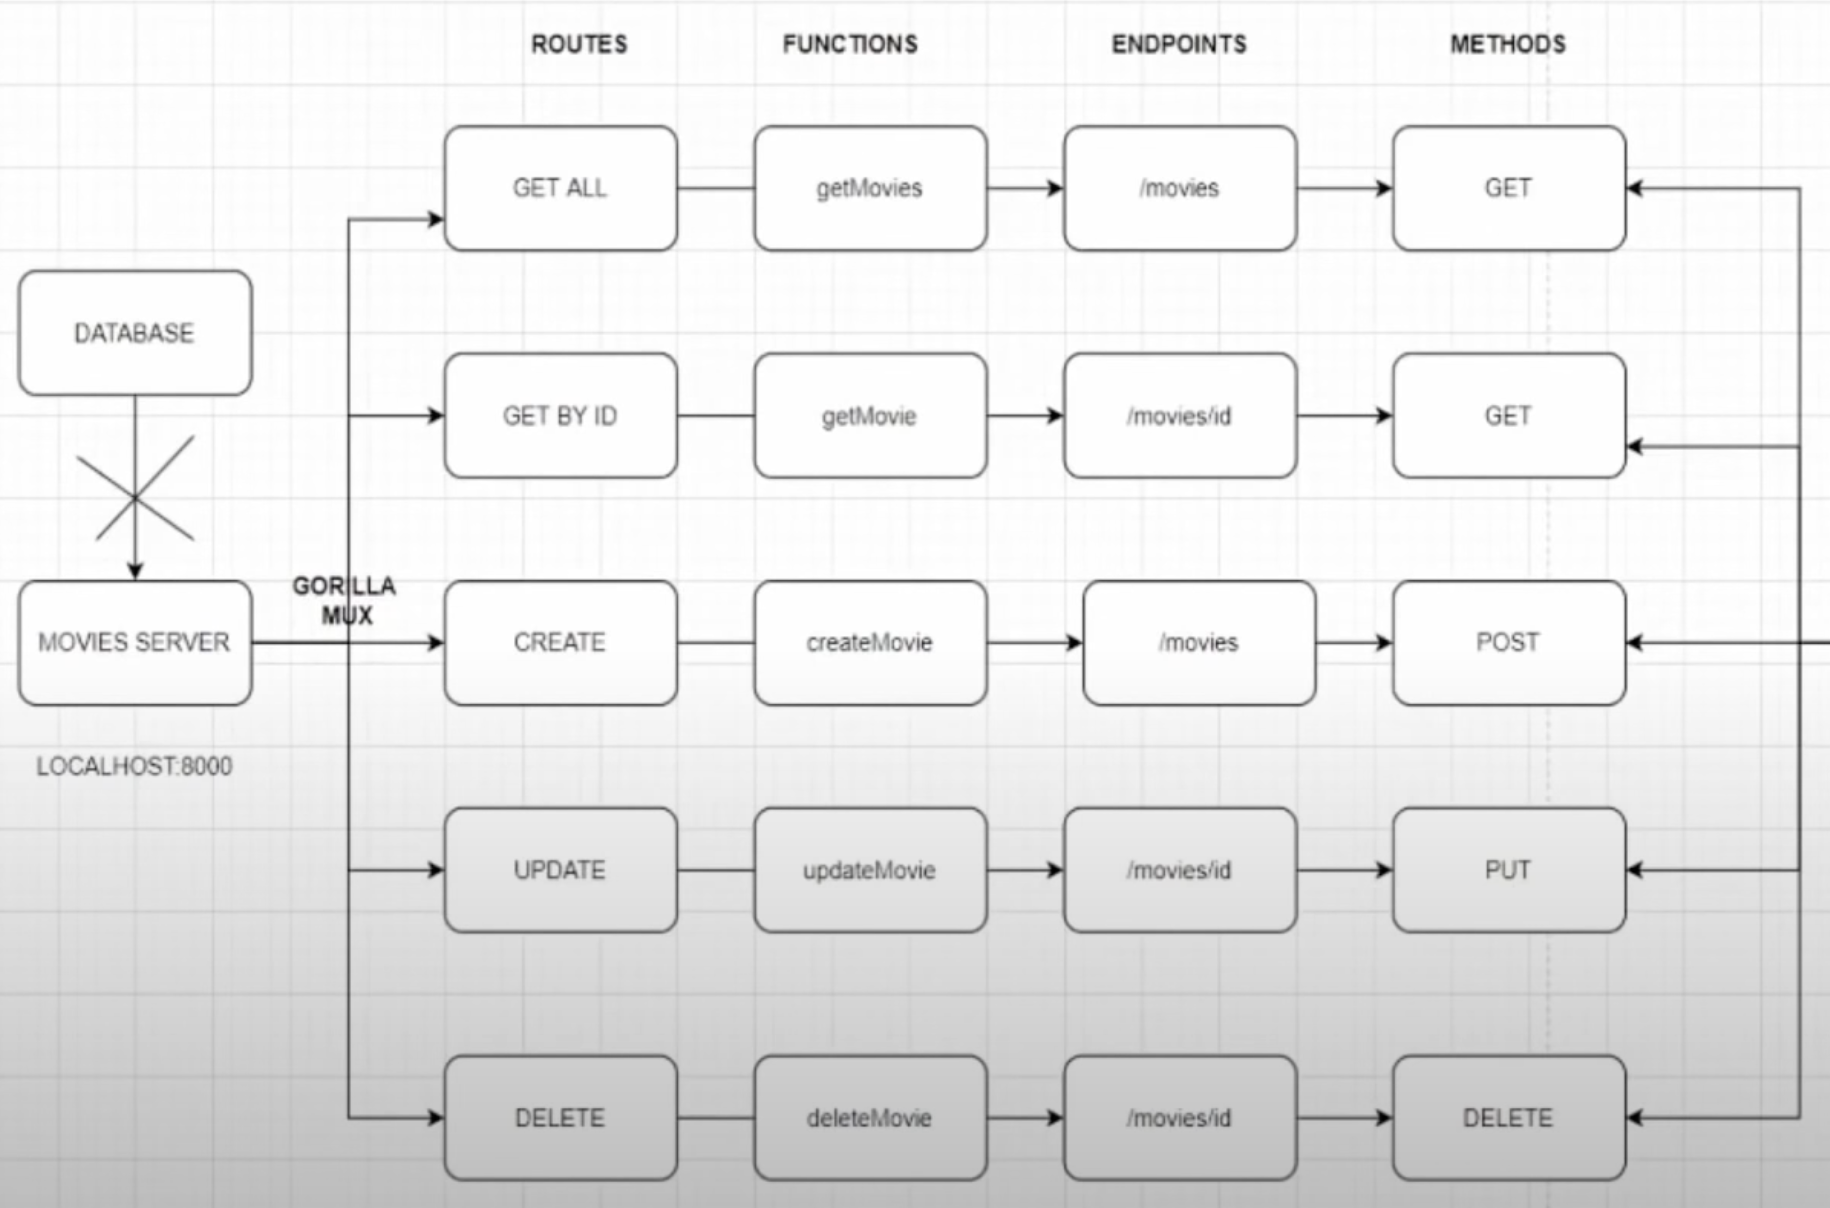 ROUTES FUNCTIONS ENDPOINTS METHODS
GET ALL getMovies /movies GET
DATABASE
GET BY ID getMovie /movies/id GET
GORILLA
MUX
MOVIES SERVER CREATE createMovie /movies POST
LOCALHOST:8000
UPDATE updateMovie /movies/id PUT
DELETE deleteMovie /movies/id DELETE